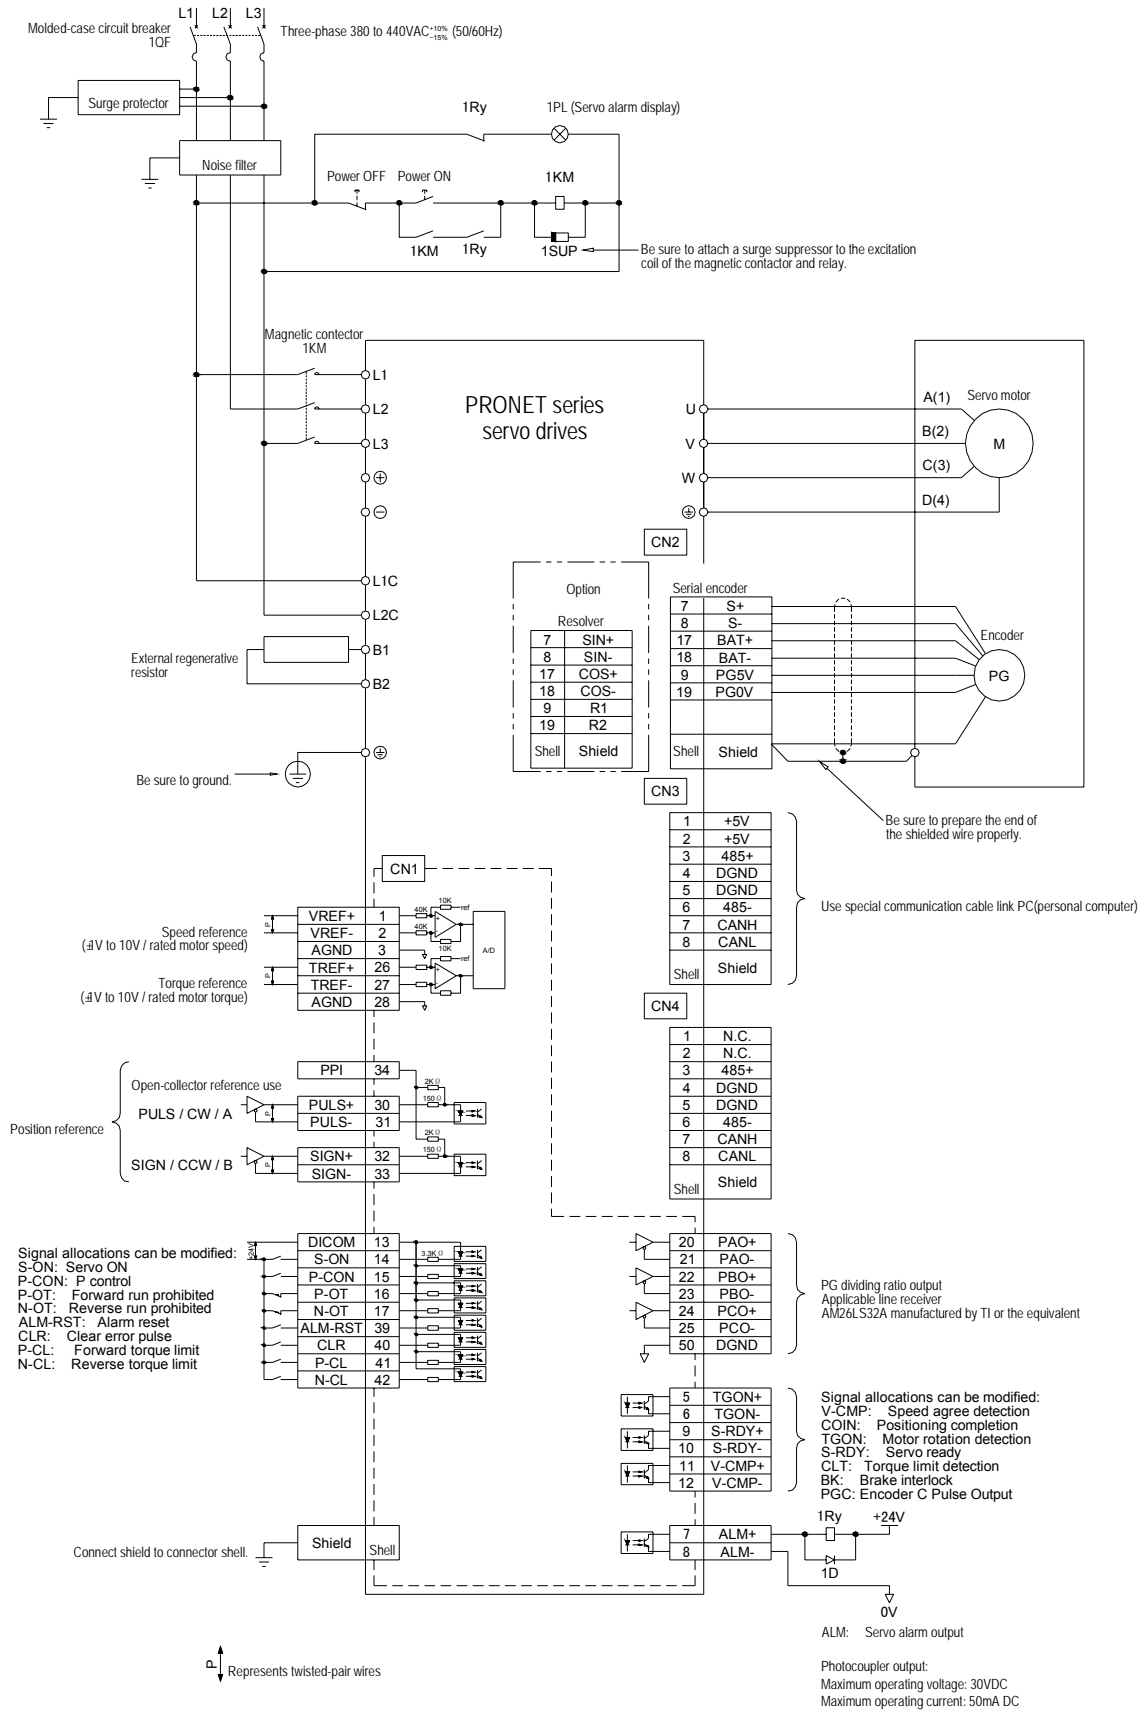 L1 L2 L3
Molded-case circuit breaker
1QF
Three-phase 380 to 440VAC +10% -15% (50/60Hz)
Surge protector
Noise filter
1Ry
1PL (Servo alarm display)
Power OFF
Power ON
1KM
1KM
1Ry
1SUP
Be sure to attach a surge suppressor to the excitation
coil of the magnetic contactor and relay.
Magnetic contector
1KM
L1
L2
L3
⊕
⊖
L1C
L2C
B1
B2
External regenerative
resistor
Be sure to ground.
PRONET series
servo drives
U
V
W
A(1)
B(2)
C(3)
D(4)
Servo motor
M
CN2
Option
Resolver
7 SIN+
8 SIN-
17 COS+
18 COS-
9 R1
19 R2
Shell Shield
Serial encoder
7 S+
8 S-
17 BAT+
18 BAT-
9 PG5V
19 PG0V
Shell Shield
Encoder
PG
Be sure to prepare the end of
the shielded wire properly.
CN3
1 +5V
2 +5V
3 485+
4 DGND
5 DGND
6 485-
7 CANH
8 CANL
Shell Shield
Use special communication cable link PC(personal computer)
CN4
1 N.C.
2 N.C.
3 485+
4 DGND
5 DGND
6 485-
7 CANH
8 CANL
Shell Shield
CN1
Speed reference
(±1V to 10V / rated motor speed)
P
VREF+ 1
VREF- 2
AGND 3
40K
40K
10K
ref
10K
A/D
Torque reference
(±1V to 10V / rated motor torque)
P
TREF+ 26
TREF- 27
AGND 28
ref
Position reference
Open-collector reference use
PPI 34
PULS / CW / A
P
PULS+ 30
PULS- 31
2KΩ
150Ω
SIGN / CCW / B
P
SIGN+ 32
SIGN- 33
2KΩ
150Ω
+24V
DICOM 13
S-ON 14
P-CON 15
P-OT 16
N-OT 17
ALM-RST 39
CLR 40
P-CL 41
N-CL 42
3.3KΩ
Signal allocations can be modified:
S-ON: Servo ON
P-CON: P control
P-OT: Forward run prohibited
N-OT: Reverse run prohibited
ALM-RST: Alarm reset
CLR: Clear error pulse
P-CL: Forward torque limit
N-CL: Reverse torque limit
20 PAO+
21 PAO-
22 PBO+
23 PBO-
24 PCO+
25 PCO-
50 DGND
PG dividing ratio output
Applicable line receiver
AM26LS32A manufactured by TI or the equivalent
5 TGON+
6 TGON-
9 S-RDY+
10 S-RDY-
11 V-CMP+
12 V-CMP-
Signal allocations can be modified:
V-CMP: Speed agree detection
COIN: Positioning completion
TGON: Motor rotation detection
S-RDY: Servo ready
CLT: Torque limit detection
BK: Brake interlock
PGC: Encoder C Pulse Output
7 ALM+
8 ALM-
1Ry
+24V
1D
0V
ALM: Servo alarm output
Connect shield to connector shell.
Shield Shell
P
Represents twisted-pair wires
Photocoupler output:
Maximum operating voltage: 30VDC
Maximum operating current: 50mA DC